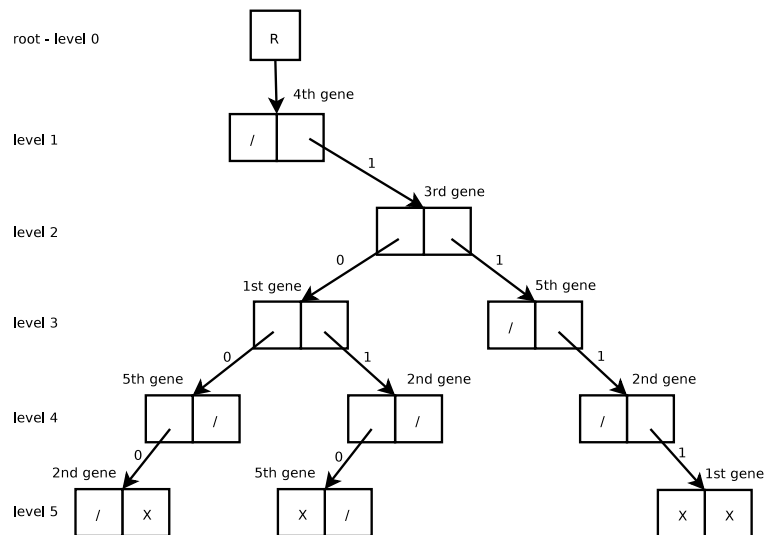 root - level 0
R
4th gene
level 1
/
1
3rd gene
level 2
0
1
1st gene
5th gene
level 3
/
0
1
1
5th gene
2nd gene
2nd gene
level 4
/
/
/
0
0
1
2nd gene
5th gene
1st gene
level 5
/ X
X /
X X